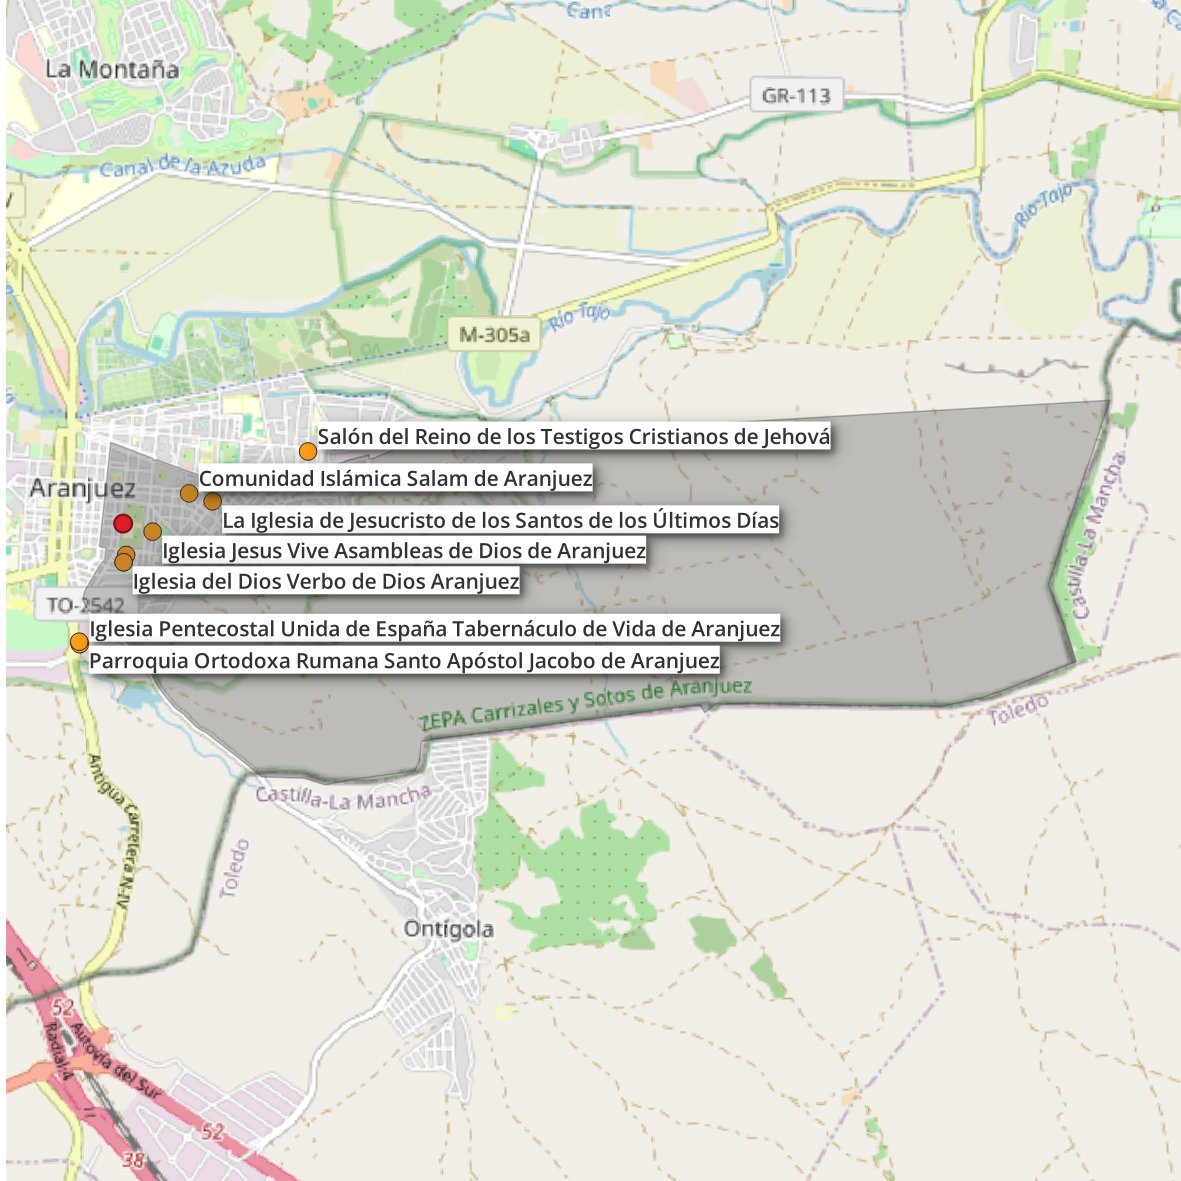 Canz
La Montaña
GR-113
Canal de la Azuda
Río Tajo
Río Tajo
M-305a
Salón del Reino de los Testigos Cristianos de Jehová
Comunidad Islámica Salam de Aranjuez
Aranjuez
La Iglesia de Jesucristo de los Santos de los Últimos Días
Iglesia Jesus Vive Asambleas de Dios de Aranjuez
Iglesia del Dios Verbo de Dios Aranjuez
TO-2542
Castilla-La Mancha
Iglesia Pentecostal Unida de España Tabernáculo de Vida de Aranjuez
Parroquia Ortodoxa Rumana Santo Apóstol Jacobo de Aranjuez
ZEPA Carrizales y Sotos de Aranjuez
Toledo
Castilla-La Mancha
Antigua Carretera N-IV
Toledo
Ontígola
52
Radial 4
Autovía del Sur
52
38